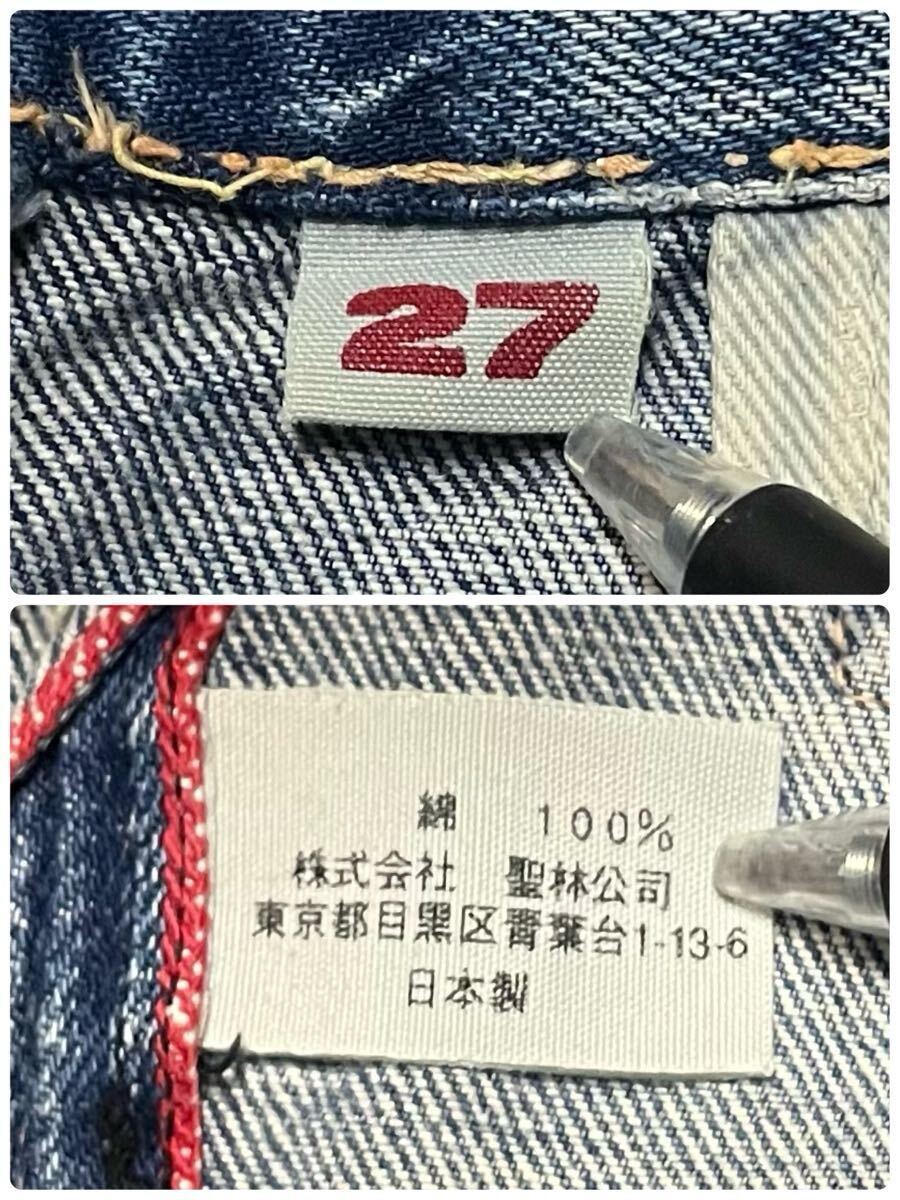 27
綿 100%
株式会社 聖林公司
東京都目黒区青葉台1-13-6
日本製